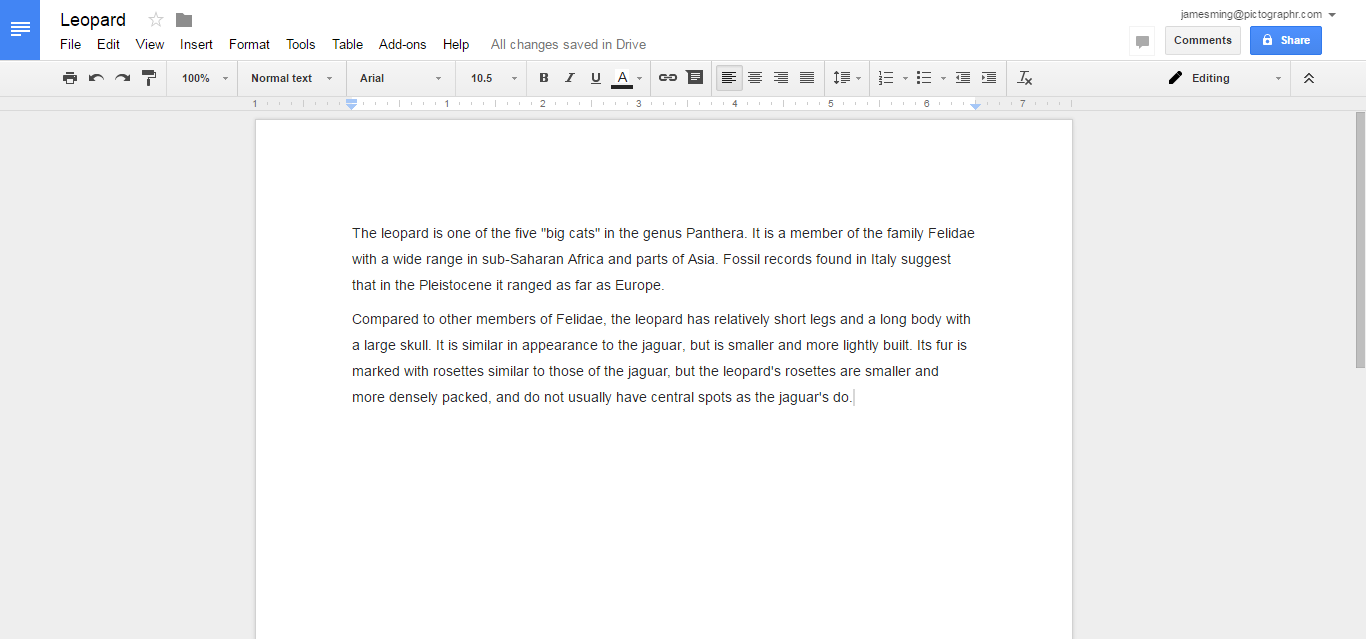 Leopard
jamesming@pictographr.com
File Edit View Insert Format Tools Table Add-ons Help All changes saved in Drive
Comments Share
100% Normal text Arial 10.5 B I U A Editing
1 1 2 3 4 5 6 7
The leopard is one of the five "big cats" in the genus Panthera. It is a member of the family Felidae
with a wide range in sub-Saharan Africa and parts of Asia. Fossil records found in Italy suggest
that in the Pleistocene it ranged as far as Europe.
Compared to other members of Felidae, the leopard has relatively short legs and a long body with
a large skull. It is similar in appearance to the jaguar, but is smaller and more lightly built. Its fur is
marked with rosettes similar to those of the jaguar, but the leopard's rosettes are smaller and
more densely packed, and do not usually have central spots as the jaguar's do.